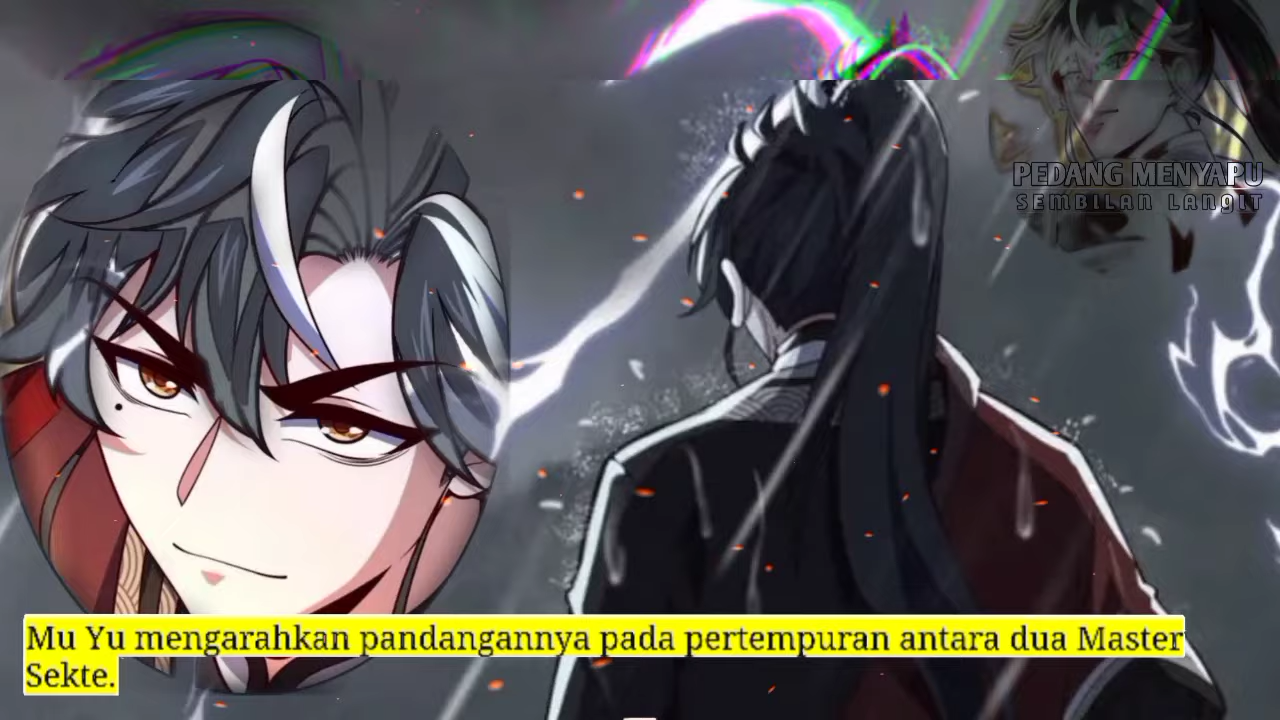 PEDANG MENYAPU
SEMBILAN LANGIT
Mu Yu mengarahkan pandangannya pada pertempuran antara dua Master
Sekte.